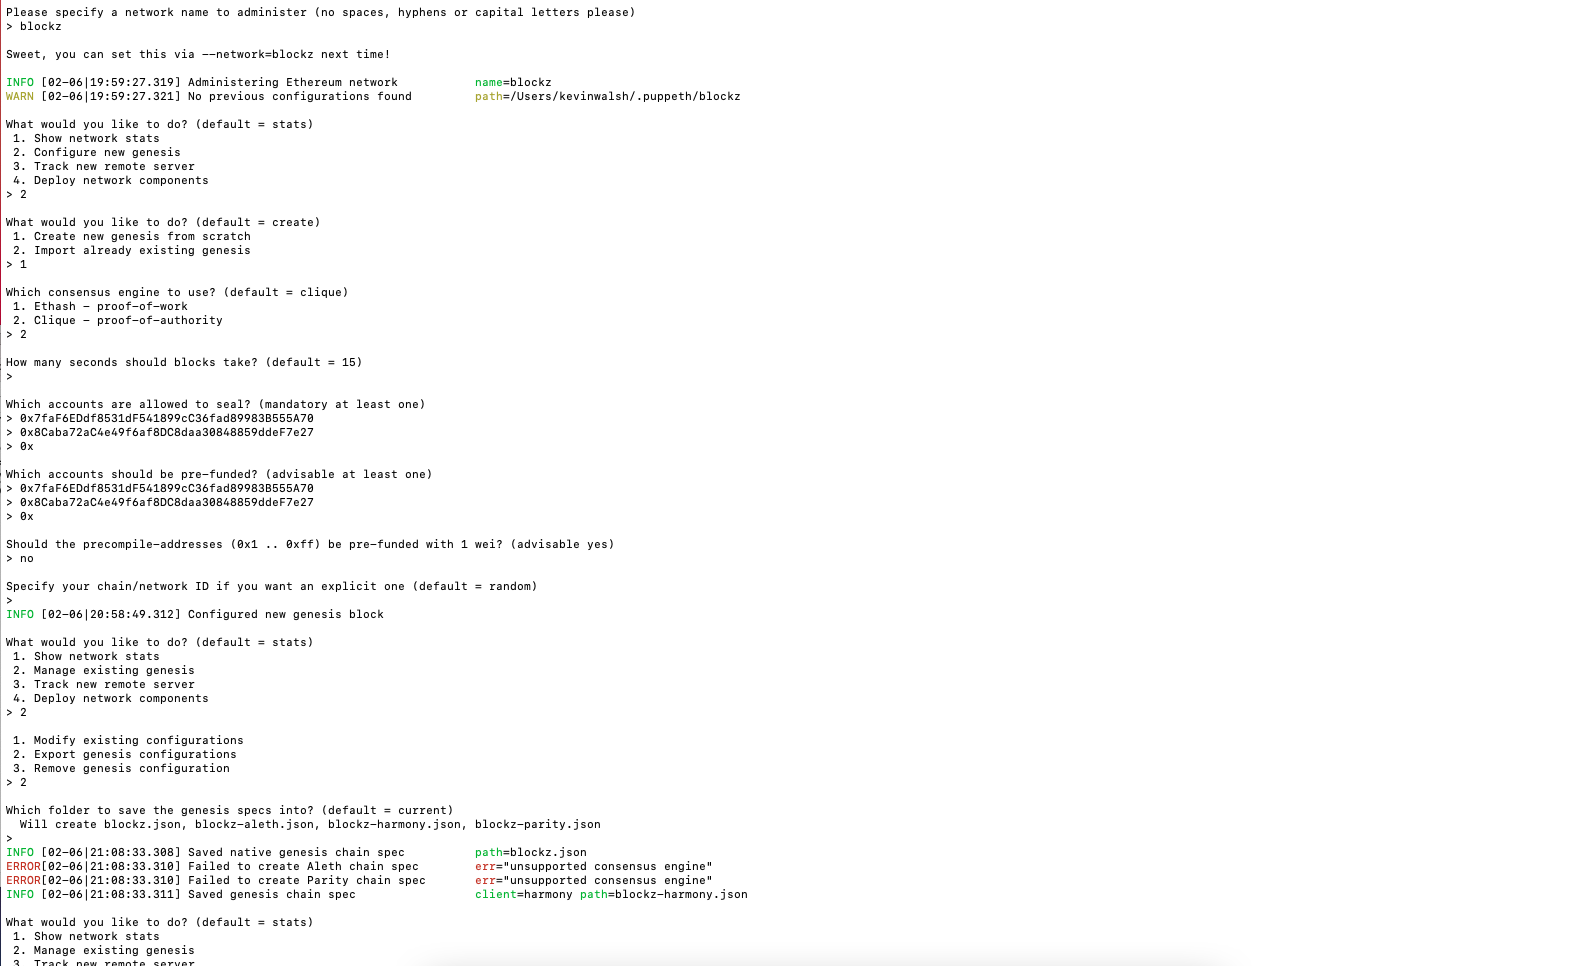 Please specify a network name to administer (no spaces, hyphens or capital letters please)
> blockz
Sweet, you can set this via --network=blockz next time!
INFO [02-06|19:59:27.319] Administering Ethereum network name=blockz
WARN [02-06|19:59:27.321] No previous configurations found path=/Users/kevinwalsh/.puppeth/blockz
What would you like to do? (default = stats)
1. Show network stats
2. Configure new genesis
3. Track new remote server
4. Deploy network components
> 2
What would you like to do? (default = create)
1. Create new genesis from scratch
2. Import already existing genesis
> 1
Which consensus engine to use? (default = clique)
1. Ethash - proof-of-work
2. Clique - proof-of-authority
> 2
How many seconds should blocks take? (default = 15)
>
Which accounts are allowed to seal? (mandatory at least one)
> 0x7faF6EDdf8531dF541899cC36fad89983B555A70
> 0x8Caba72aC4e49f6af8DC8daa30848859ddeF7e27
> 0x
Which accounts should be pre-funded? (advisable at least one)
> 0x7faF6EDdf8531dF541899cC36fad89983B555A70
> 0x8Caba72aC4e49f6af8DC8daa30848859ddeF7e27
> 0x
Should the precompile-addresses (0x1 .. 0xff) be pre-funded with 1 wei? (advisable yes)
> no
Specify your chain/network ID if you want an explicit one (default = random)
>
INFO [02-06|20:58:49.312] Configured new genesis block
What would you like to do? (default = stats)
1. Show network stats
2. Manage existing genesis
3. Track new remote server
4. Deploy network components
> 2
1. Modify existing configurations
2. Export genesis configurations
3. Remove genesis configuration
> 2
Which folder to save the genesis specs into? (default = current)
Will create blockz.json, blockz-aleth.json, blockz-harmony.json, blockz-parity.json
>
INFO [02-06|21:08:33.308] Saved native genesis chain spec path=blockz.json
ERROR[02-06|21:08:33.310] Failed to create Aleth chain spec err="unsupported consensus engine"
ERROR[02-06|21:08:33.310] Failed to create Parity chain spec err="unsupported consensus engine"
INFO [02-06|21:08:33.311] Saved genesis chain spec client=harmony path=blockz-harmony.json
What would you like to do? (default = stats)
1. Show network stats
2. Manage existing genesis
3. Track new remote server